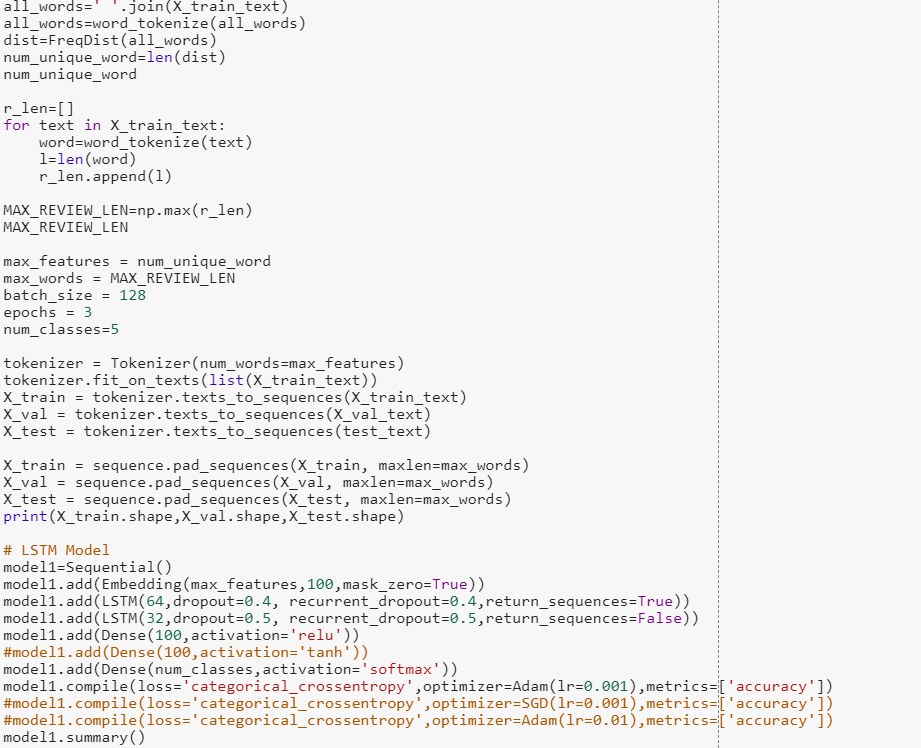 all_words=' '.join(X_train_text)
all_words=word_tokenize(all_words)
dist=FreqDist(all_words)
num_unique_word=len(dist)
num_unique_word

r_len=[]
for text in X_train_text:
    word=word_tokenize(text)
    l=len(word)
    r_len.append(l)

MAX_REVIEW_LEN=np.max(r_len)
MAX_REVIEW_LEN

max_features = num_unique_word
max_words = MAX_REVIEW_LEN
batch_size = 128
epochs = 3
num_classes=5

tokenizer = Tokenizer(num_words=max_features)
tokenizer.fit_on_texts(list(X_train_text))
X_train = tokenizer.texts_to_sequences(X_train_text)
X_val = tokenizer.texts_to_sequences(X_val_text)
X_test = tokenizer.texts_to_sequences(test_text)

X_train = sequence.pad_sequences(X_train, maxlen=max_words)
X_val = sequence.pad_sequences(X_val, maxlen=max_words)
X_test = sequence.pad_sequences(X_test, maxlen=max_words)
print(X_train.shape,X_val.shape,X_test.shape)

# LSTM Model
model1=Sequential()
model1.add(Embedding(max_features,100,mask_zero=True))
model1.add(LSTM(64,dropout=0.4, recurrent_dropout=0.4,return_sequences=True))
model1.add(LSTM(32,dropout=0.5, recurrent_dropout=0.5,return_sequences=False))
model1.add(Dense(100,activation='relu'))
#model1.add(Dense(100,activation='tanh'))
model1.add(Dense(num_classes,activation='softmax'))
model1.compile(loss='categorical_crossentropy',optimizer=Adam(lr=0.001),metrics=['accuracy'])
#model1.compile(loss='categorical_crossentropy',optimizer=SGD(lr=0.001),metrics=['accuracy'])
#model1.compile(loss='categorical_crossentropy',optimizer=Adam(lr=0.01),metrics=['accuracy'])
model1.summary()